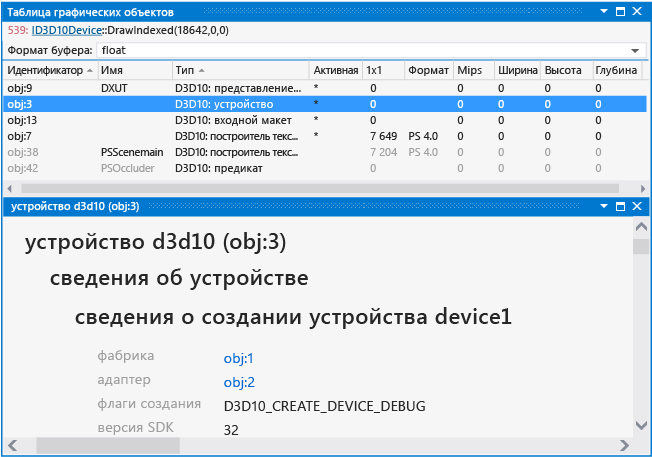 Таблица графических объектов
539: ID3D10Device::DrawIndexed(18642,0,0)
Формат буфера: float
Идентификатор Имя Тип Активная 1x1 Формат Mips Ширина Высота Глубина
obj:9 DXUT D3D10: представление... * 0 0 0 0 0
obj:3 D3D10: устройство * 0 0 0 0 0
obj:13 D3D10: входной макет * 0 0 0 0 0
obj:7 D3D10: построитель текс... * 7 649 PS 4.0 0 0 0 0
obj:38 PSScenemain D3D10: построитель текс... 7 204 PS 4.0 0 0 0 0
obj:42 PSOccluder D3D10: предикат 0 0 0 0 0
устройство d3d10 (obj:3)
устройство d3d10 (obj:3)
сведения об устройстве
сведения о создании устройства device1
фабрика obj:1
адаптер obj:2
флаги создания D3D10_CREATE_DEVICE_DEBUG
версия SDK 32